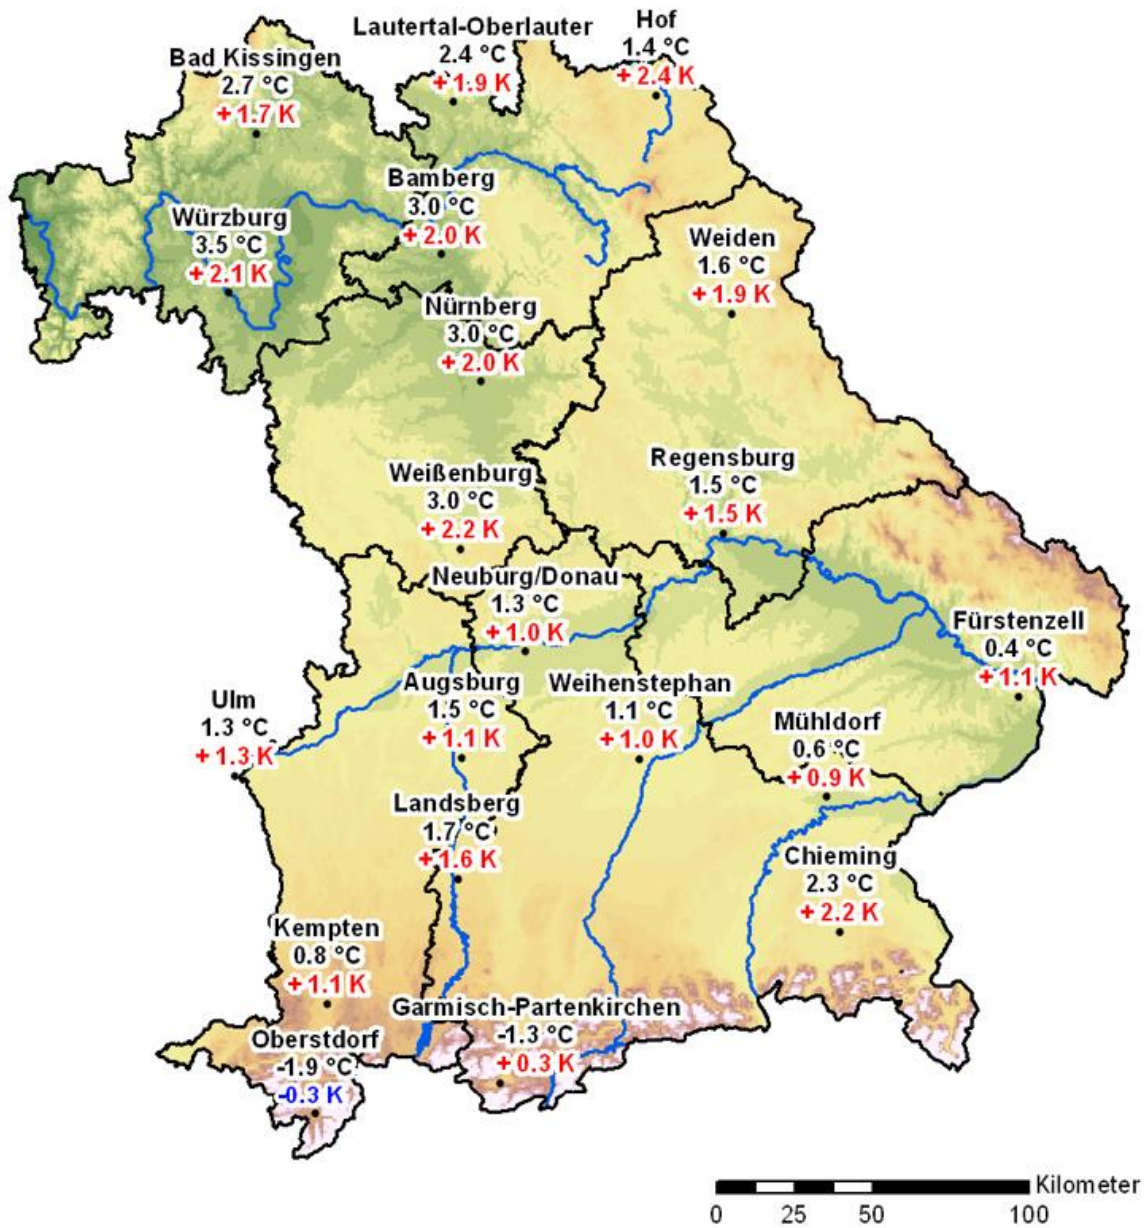 Lautertal-Oberlauter
2.4 °C
+ 1.9 K
Hof
1.4 °C
+ 2.4 K
Bad Kissingen
2.7 °C
+ 1.7 K
Bamberg
3.0 °C
+ 2.0 K
Würzburg
3.5 °C
+ 2.1 K
Weiden
1.6 °C
+ 1.9 K
Nürnberg
3.0 °C
+ 2.0 K
Weißenburg
3.0 °C
+ 2.2 K
Regensburg
1.5 °C
+ 1.5 K
Neuburg/Donau
1.3 °C
+ 1.0 K
Fürstenzell
0.4 °C
+ 1.1 K
Ulm
1.3 °C
+ 1.3 K
Augsburg
1.5 °C
+ 1.1 K
Weihenstephan
1.1 °C
+ 1.0 K
Mühldorf
0.6 °C
+ 0.9 K
Landsberg
1.7 °C
+ 1.6 K
Chieming
2.3 °C
+ 2.2 K
Kempten
0.8 °C
+ 1.1 K
Garmisch-Partenkirchen
-1.3 °C
+ 0.3 K
Oberstdorf
-1.9 °C
-0.3 K
Kilometer
0 25 50 100